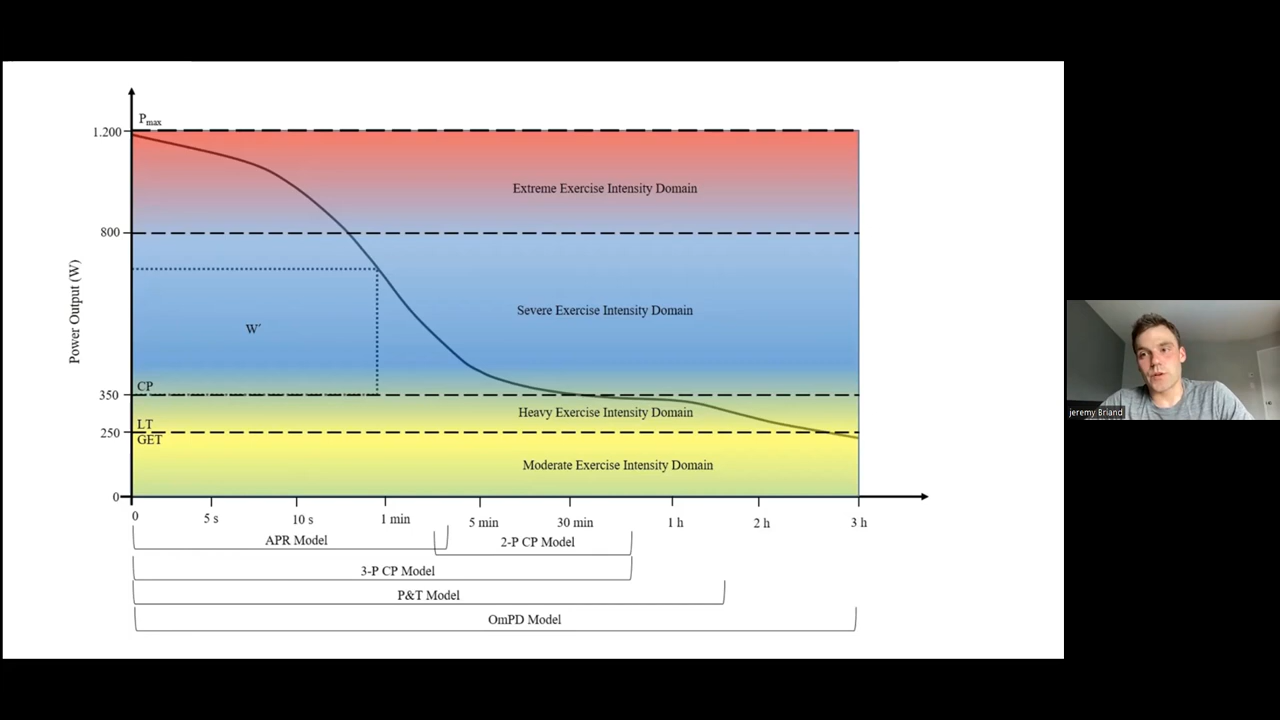 Pmax
1.200
Extreme Exercise Intensity Domain
800
Power Output (W)
Severe Exercise Intensity Domain
W´
CP
350
Heavy Exercise Intensity Domain
LT
250
GET
Moderate Exercise Intensity Domain
0
0 5 s 10 s 1 min 5 min 30 min 1 h 2 h 3 h
APR Model
2-P CP Model
3-P CP Model
P&T Model
OmPD Model
jeremy Briand